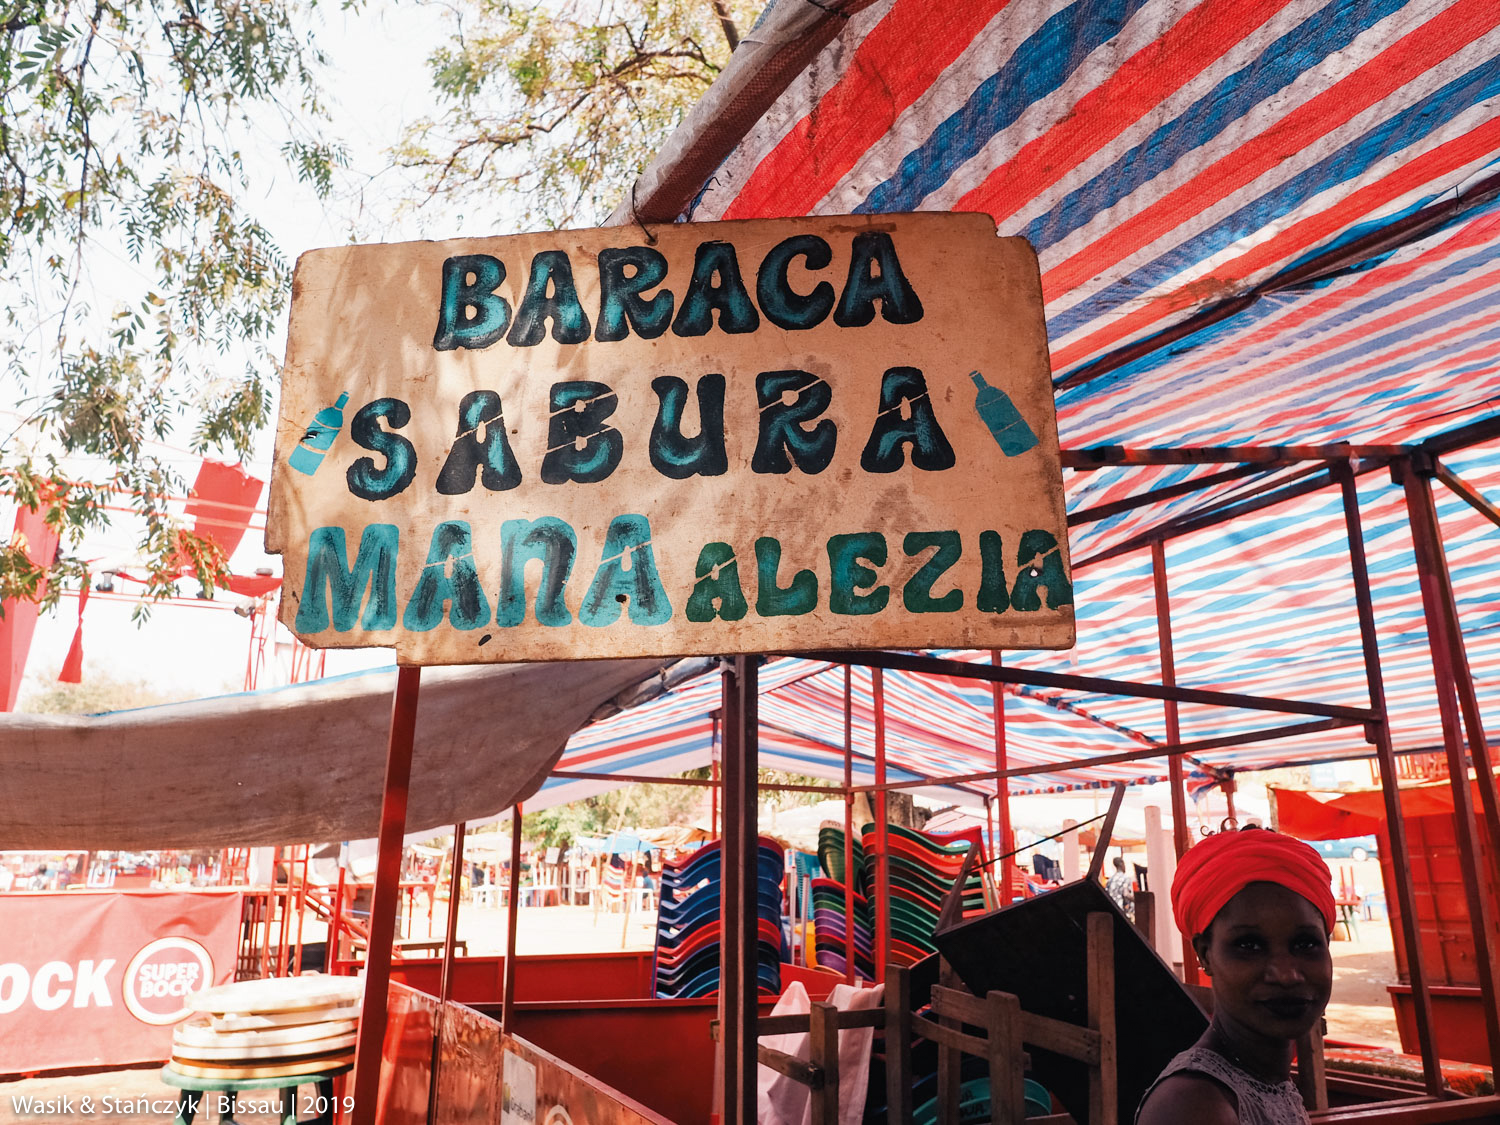 BARACA
SABURA
MANA ALEZIA
OCK
SUPER
BOCK
Wasik & Stańczyk | Bissau | 2019